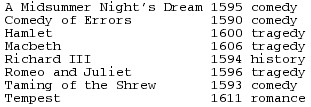 A Midsummer Night's Dream 1595 comedy
Comedy of Errors 1590 comedy
Hamlet 1600 tragedy
Macbeth 1606 tragedy
Richard III 1594 history
Romeo and Juliet 1596 tragedy
Taming of the Shrew 1593 comedy
Tempest 1611 romance